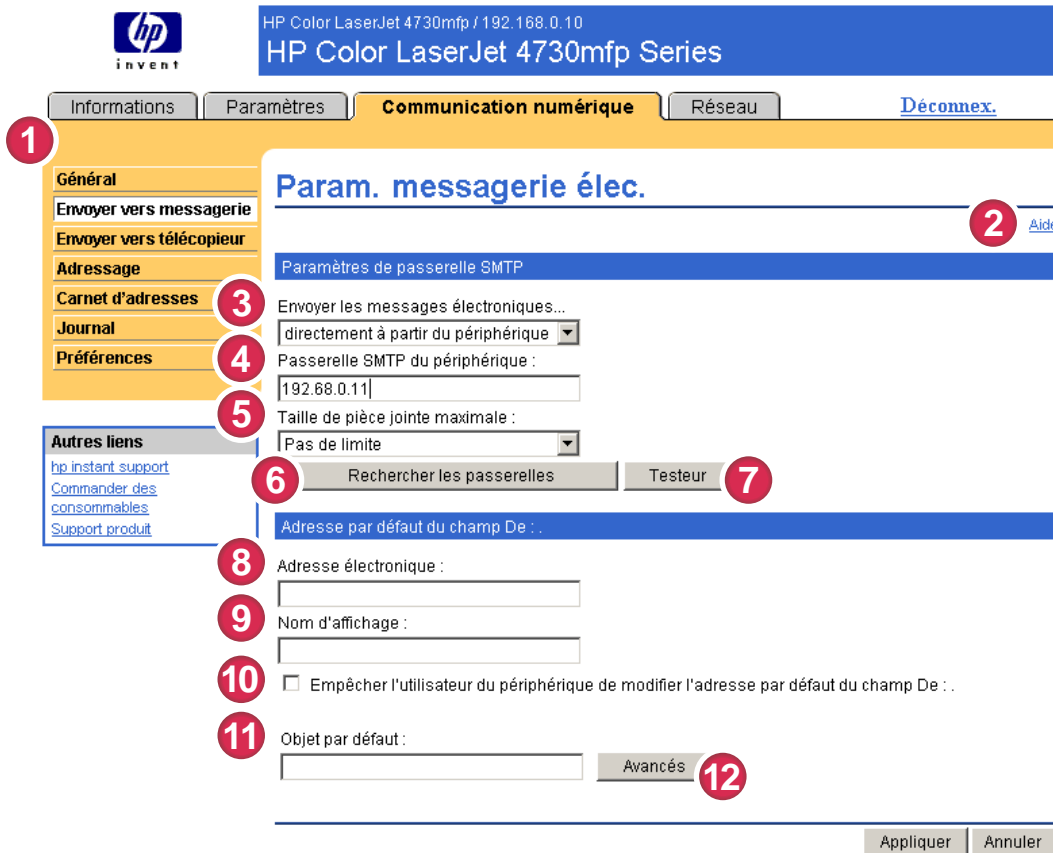 hp
invent
HP Color LaserJet 4730mfp / 192.168.0.10
HP Color LaserJet 4730mfp Series
Informations
Paramètres
Communication numérique
Réseau
Déconnex.
1
Général
Envoyer vers messagerie
Envoyer vers télécopieur
Adressage
Carnet d'adresses
Journal
Préférences
Autres liens
hp instant support
Commander des
consommables
Support produit
Param. messagerie élec.
2
Aide
Paramètres de passerelle SMTP
3
Envoyer les messages électroniques...
directement à partir du périphérique
4
Passerelle SMTP du périphérique :
192.68.0.11
5
Taille de pièce jointe maximale :
Pas de limite
6
Rechercher les passerelles
Testeur
7
Adresse par défaut du champ De : .
8
Adresse électronique :
9
Nom d'affichage :
10
Empêcher l'utilisateur du périphérique de modifier l'adresse par défaut du champ De : .
11
Objet par défaut :
Avancés
12
Appliquer
Annuler